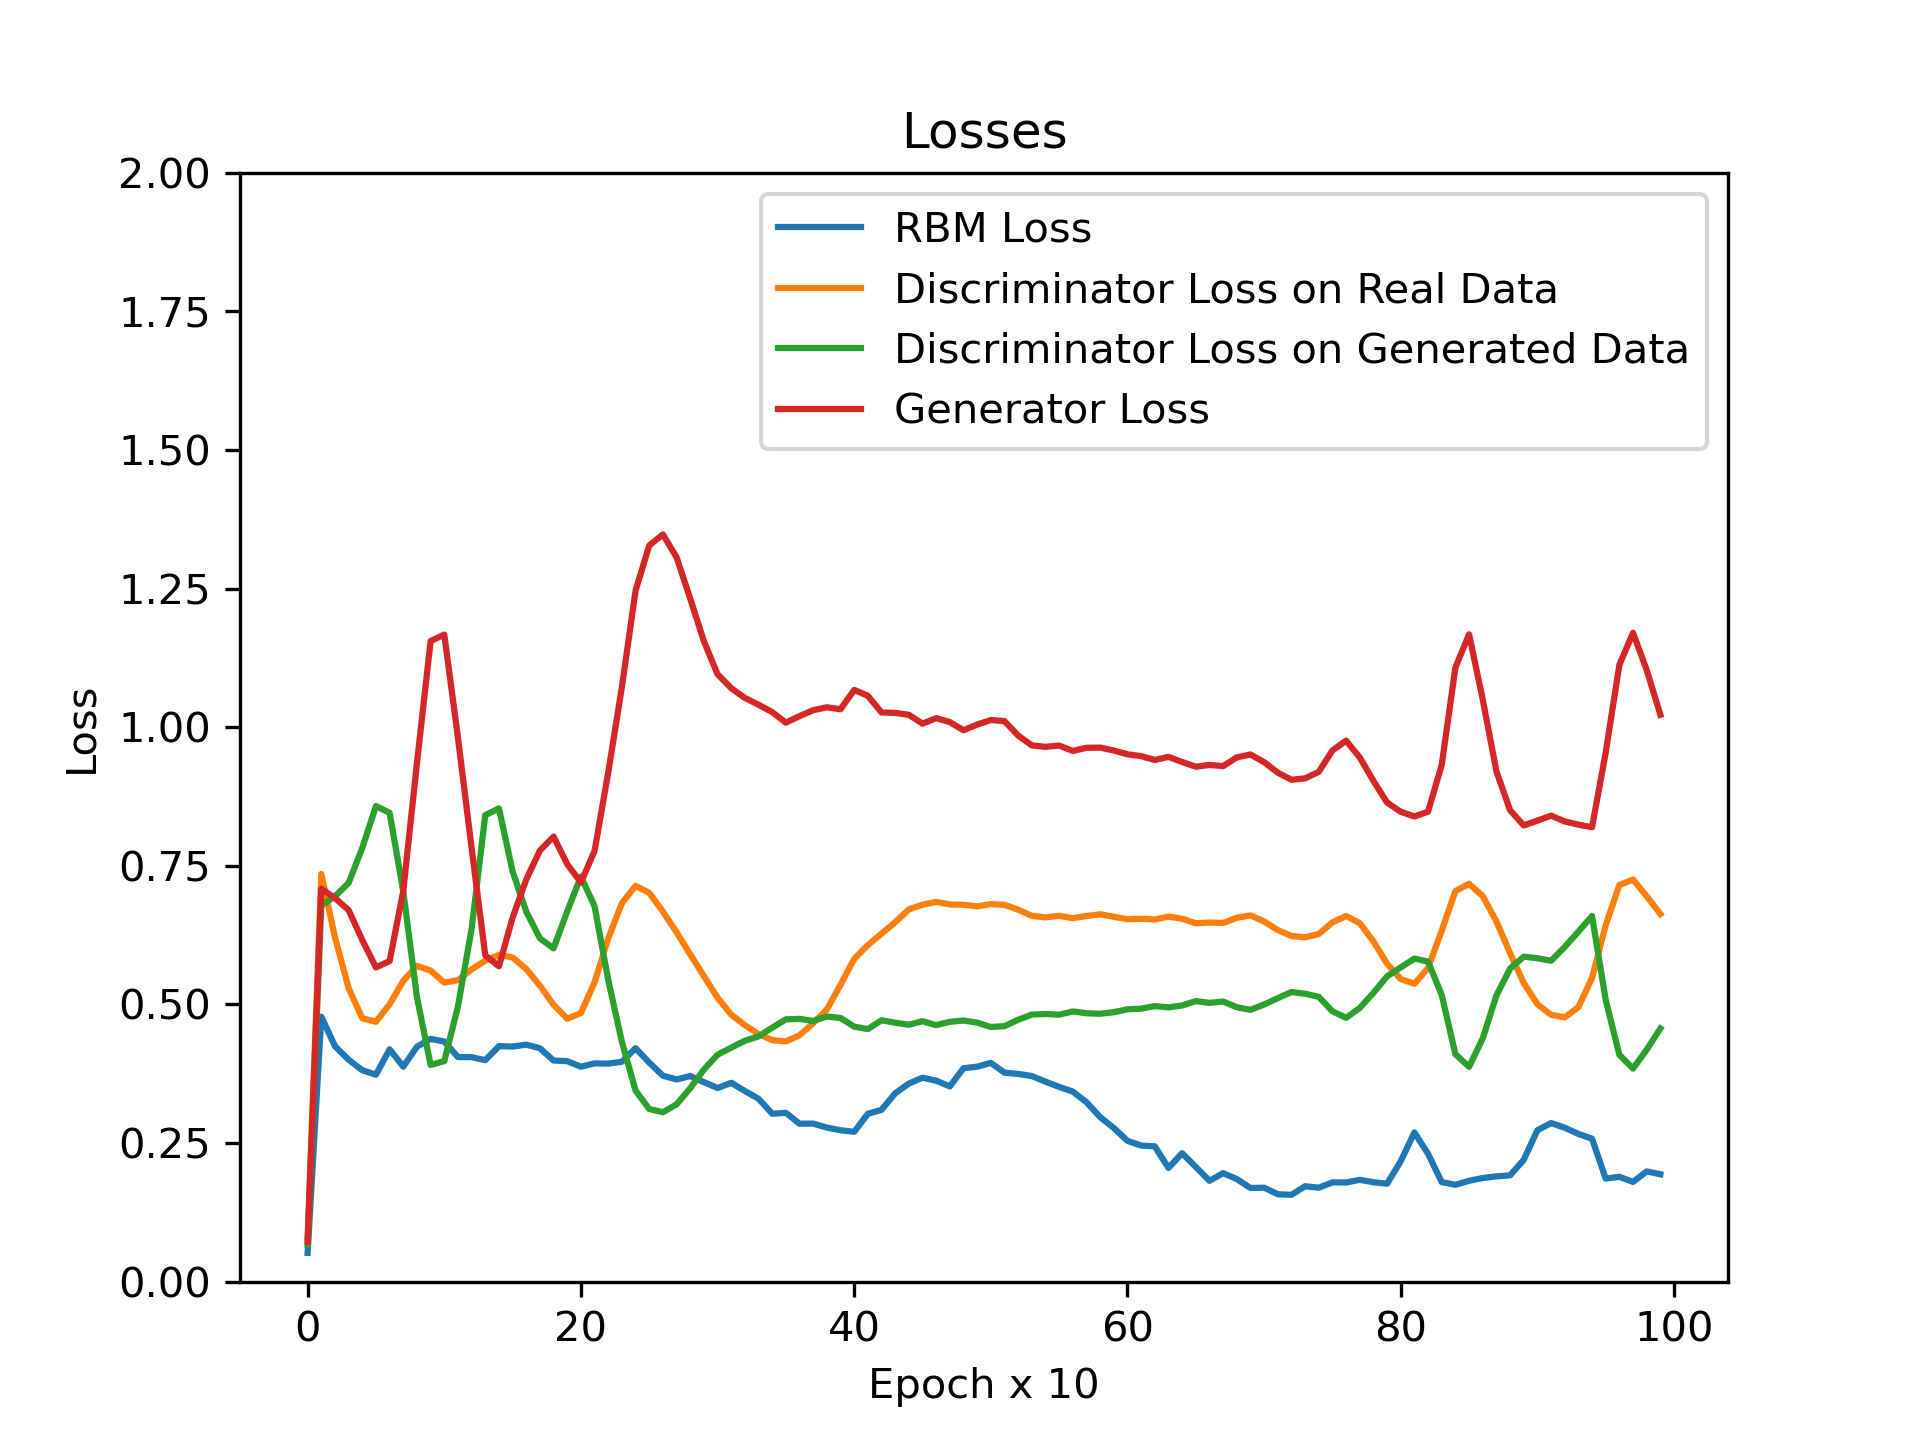 Losses
2.00
1.75
1.50
1.25
1.00
0.75
0.50
0.25
0.00
Loss
RBM Loss
Discriminator Loss on Real Data
Discriminator Loss on Generated Data
Generator Loss
0 20 40 60 80 100
Epoch x 10